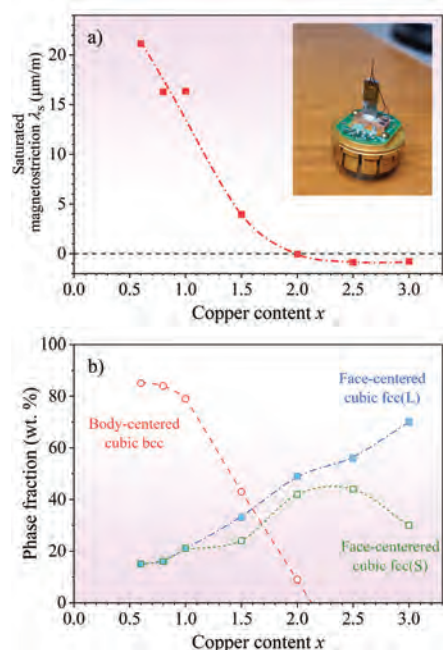 a)
Saturated
magnetostriction λs (μm/m)
20
15
10
5
0
0.0 0.5 1.0 1.5 2.0 2.5 3.0
Copper content x
b)
Phase fraction (wt. %)
100
80
60
40
20
0
Body-centered
cubic bcc
Face-centered
cubic fcc(L)
Face-centerered
cubic fcc(S)
0.0 0.5 1.0 1.5 2.0 2.5 3.0
Copper content x